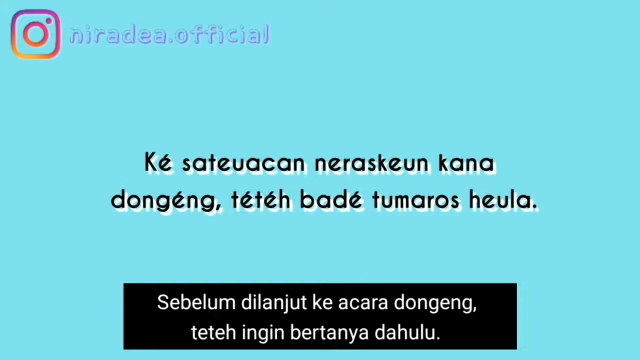 niradea.official
Ké sateuacan neraskeun kana
dongéng, tétéh badé tumaros heula.
Sebelum dilanjut ke acara dongeng,
teteh ingin bertanya dahulu.